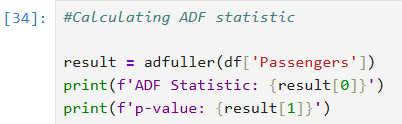 [34]: #Calculating ADF statistic
result = adfuller(df['Passengers'])
print(f'ADF Statistic: {result[0]}')
print(f'p-value: {result[1]}')